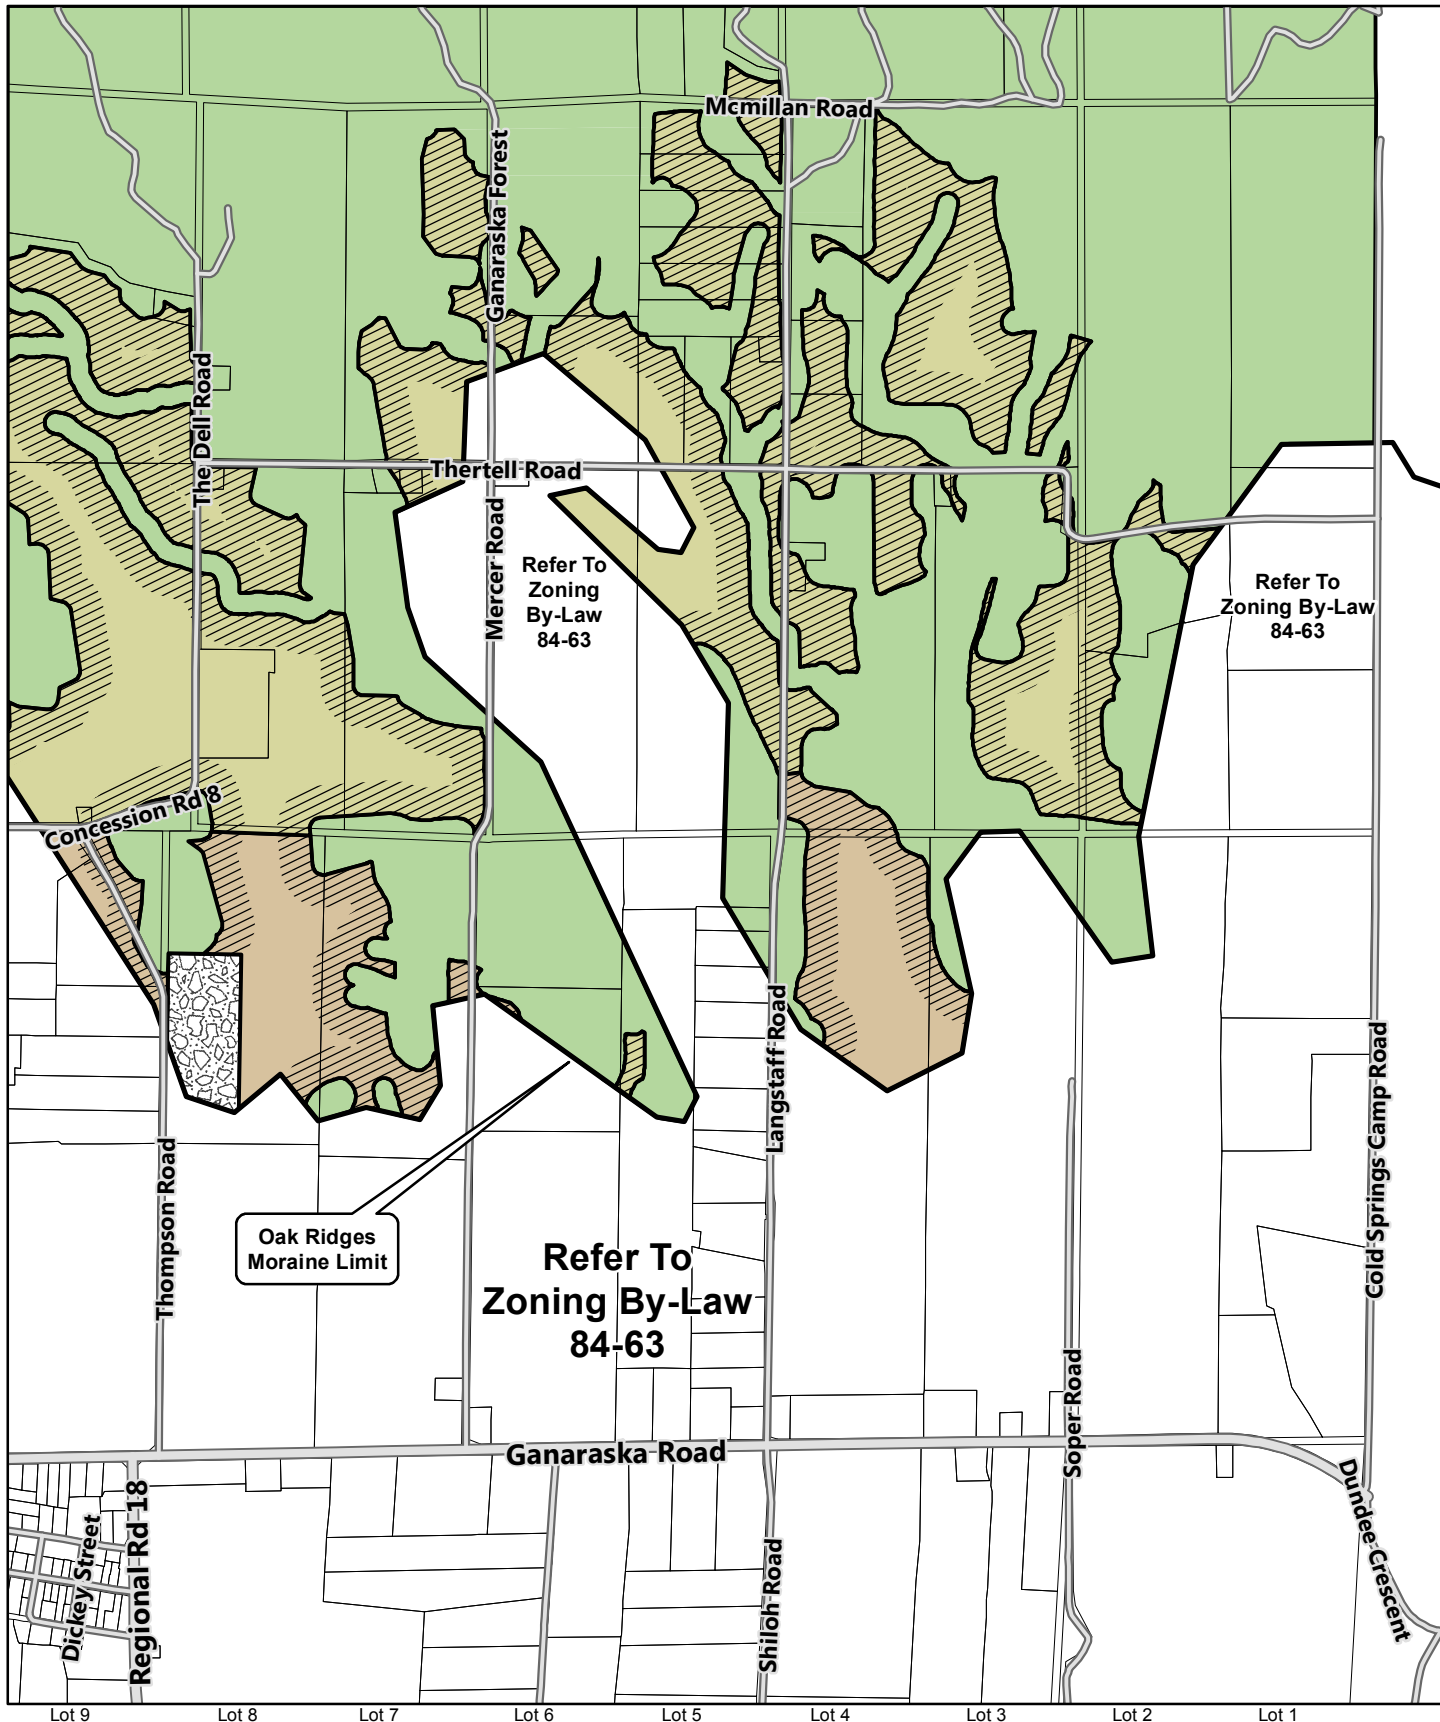 Mcmillan Road
Ganaraska Forest
The Dell Road
Thertell Road
Mercer Road
Refer To
Zoning
By-Law
84-63
Refer To
Zoning By-Law
84-63
Concession Rd 8
Langstaff Road
Cold Springs Camp Road
Thompson Road
Oak Ridges
Moraine Limit
Refer To
Zoning By-Law
84-63
Soper Road
Ganaraska Road
Dundee Crescent
Regional Rd 18
Dickey Street
Shiloh Road
Lot 9
Lot 8
Lot 7
Lot 6
Lot 5
Lot 4
Lot 3
Lot 2
Lot 1